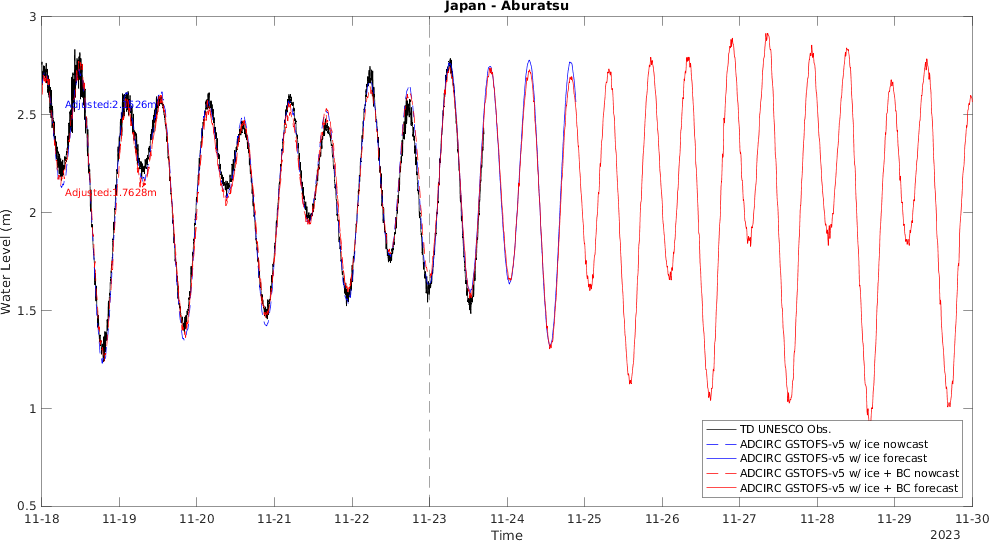 Japan - Aburatsu
3
2.5
2
1.5
1
0.5
Water Level (m)
Adjusted:
Adjusted:1.7628m
TD UNESCO Obs.
ADCIRC GSTOFS-v5 w/ ice nowcast
ADCIRC GSTOFS-v5 w/ ice forecast
ADCIRC GSTOFS-v5 w/ ice + BC nowcast
ADCIRC GSTOFS-v5 w/ ice + BC forecast
11-18 11-19 11-20 11-21 11-22 11-23 11-24 11-25 11-26 11-27 11-28 11-29 11-30
Time
2023